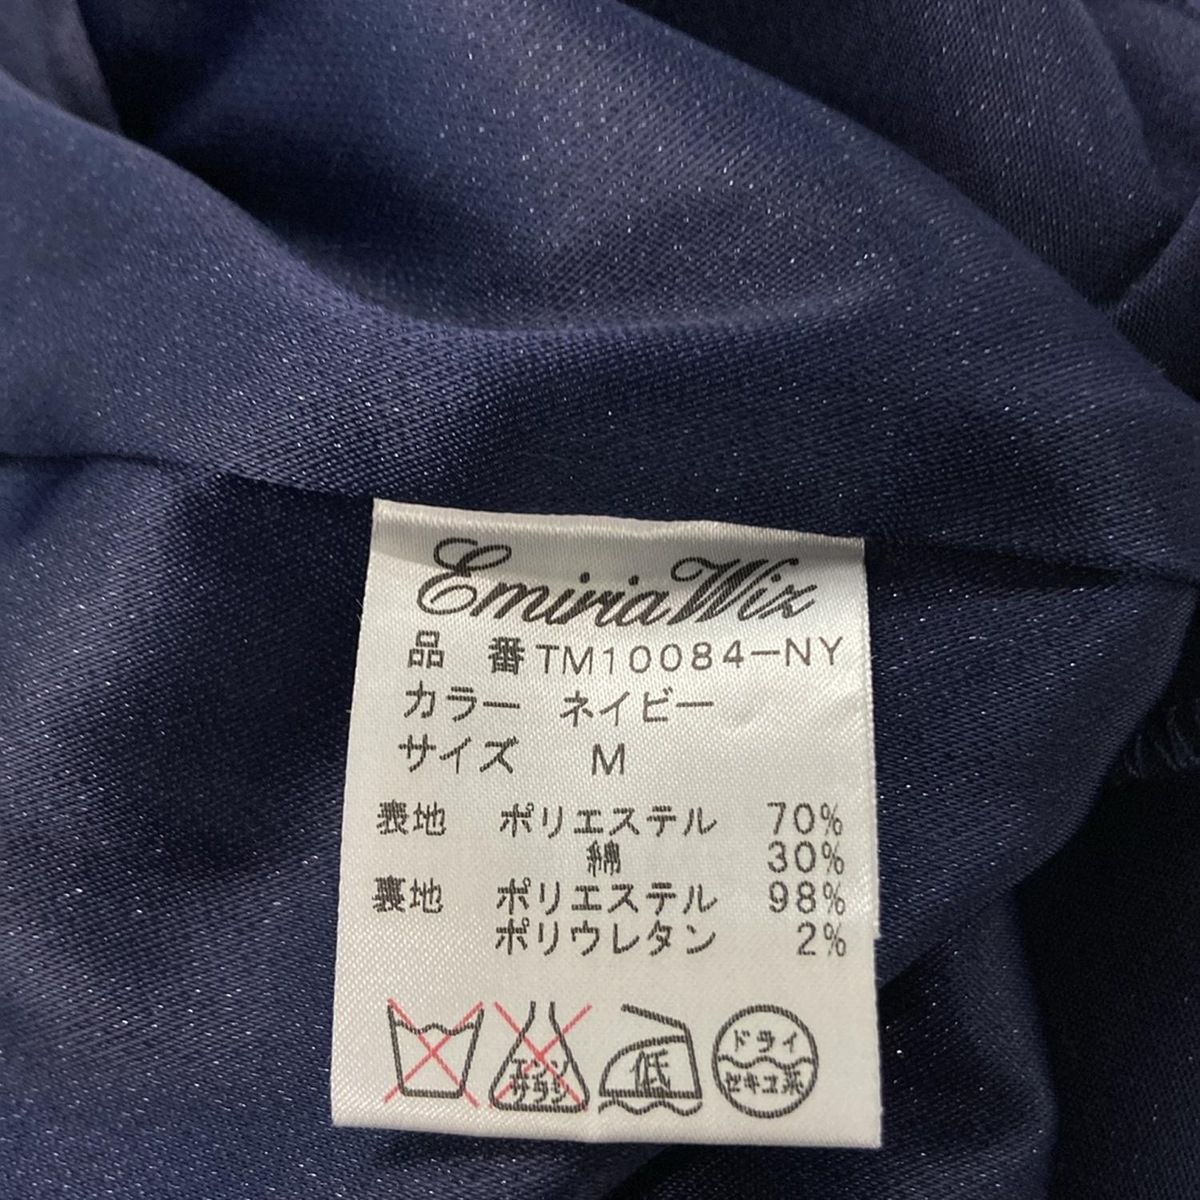 Emiria Wiz
品 番 TM10084-NY
カラー ネイビー
サイズ M
表地 ポリエステル 70%
綿 30%
裏地 ポリエステル 98%
ポリウレタン 2%
エンソ
サラシ
低
ドライ
セキユ系